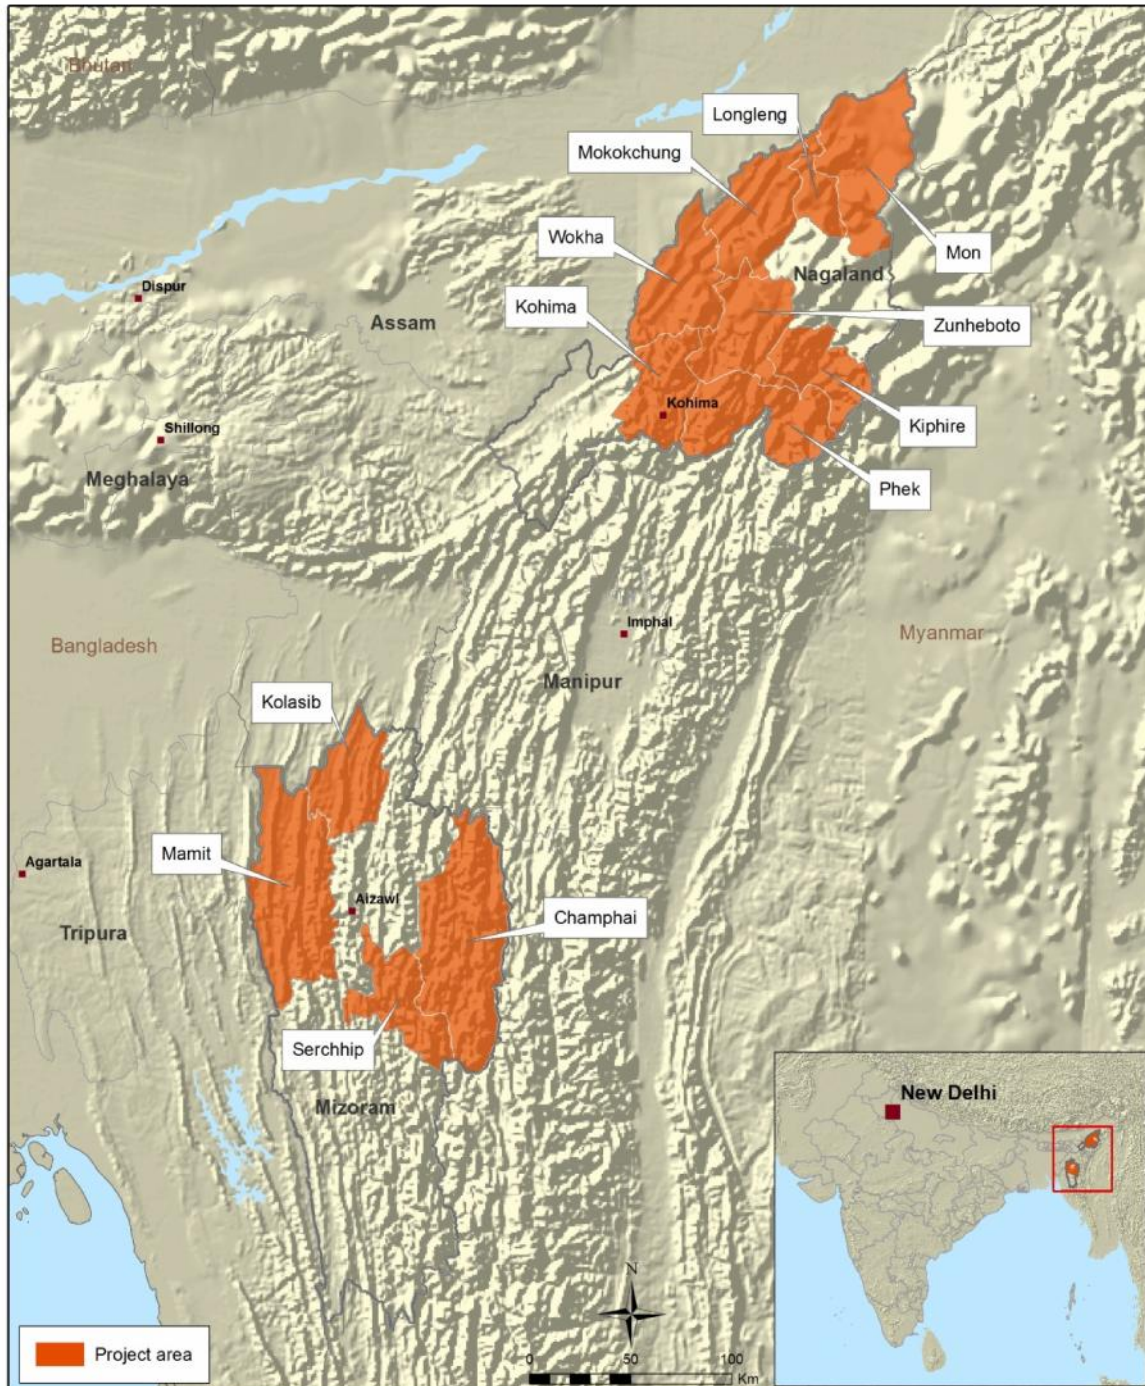 Bhutan
Longleng
Mokokchung
Wokha
Mon
Nagaland
Dispur
Kohima
Zunheboto
Assam
Kohima
Kiphire
Shillong
Meghalaya
Phek
Imphal
Myanmar
Bangladesh
Manipur
Kolasib
Mamit
Agartala
Aizawl
Champhai
Tripura
Serchhip
Mizoram
New Delhi
N
Project area
0 50 100
Km